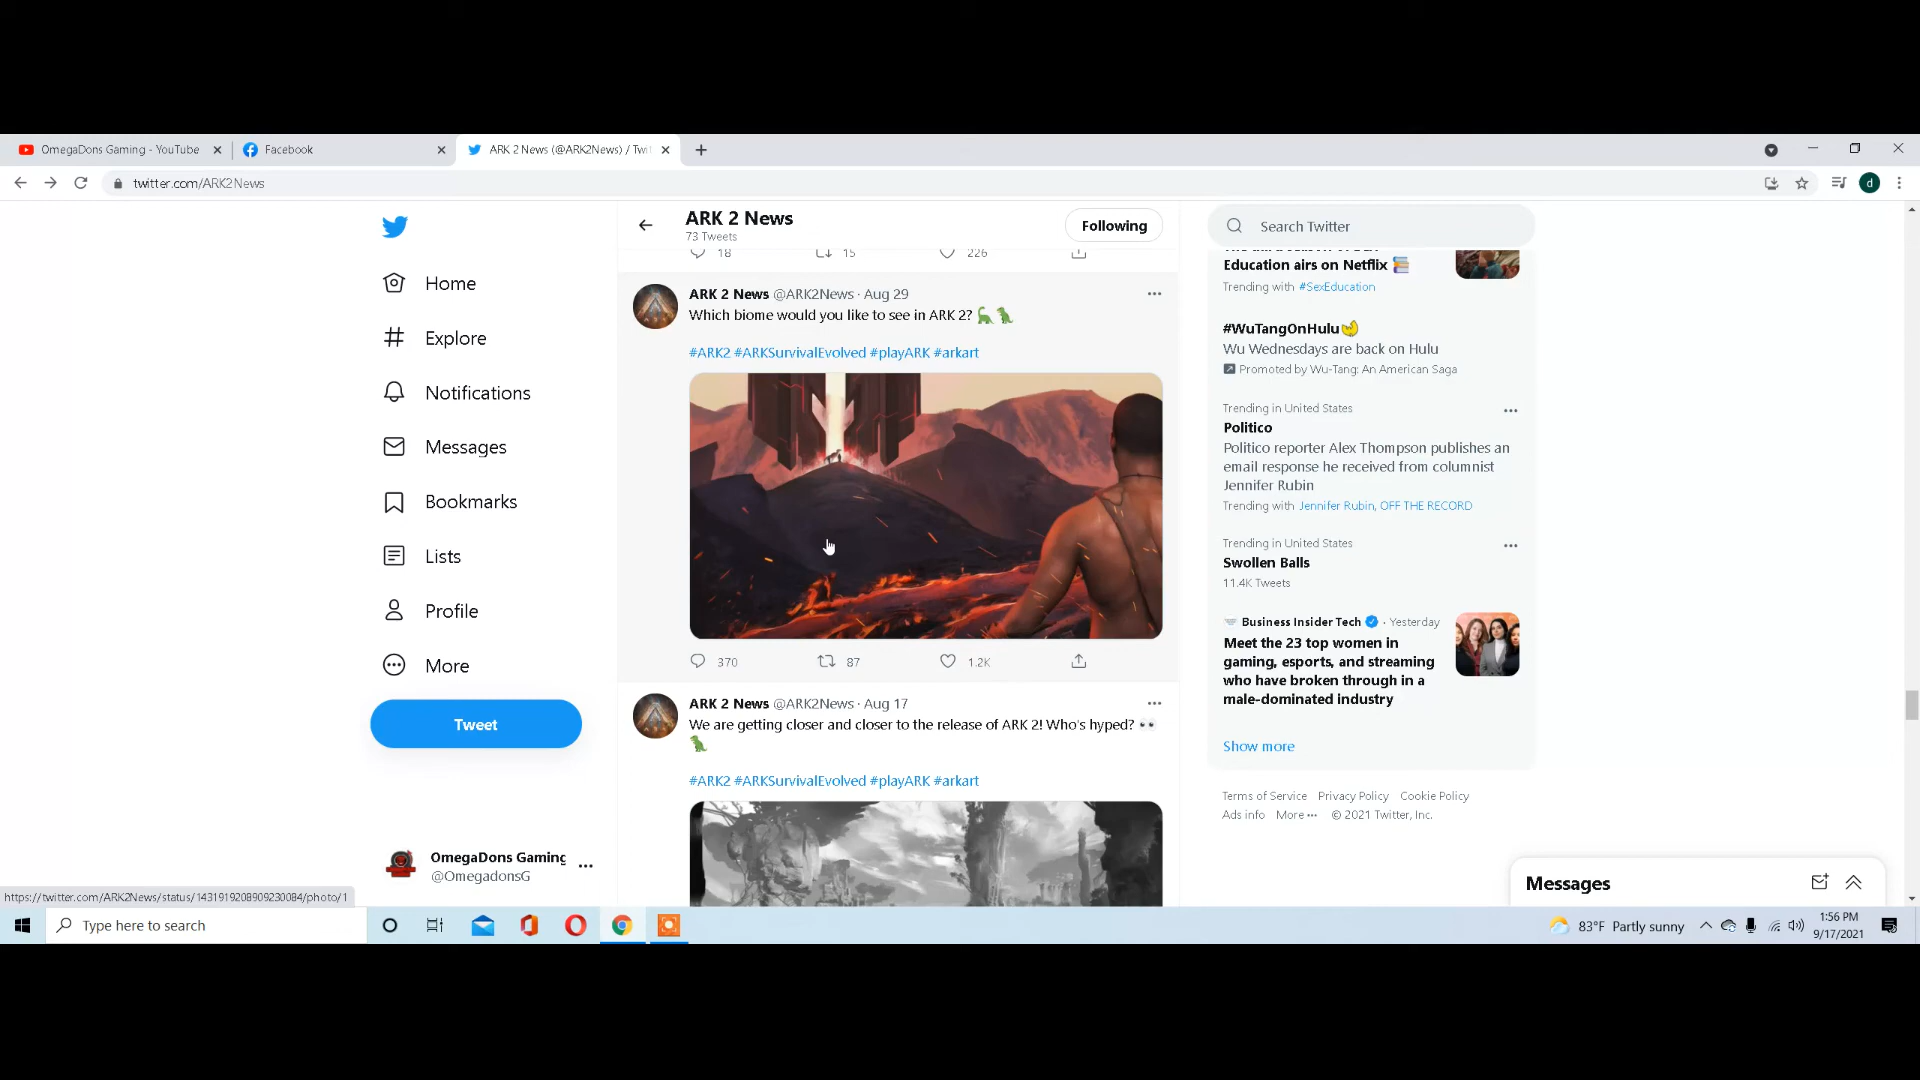 OmegaDons Gaming - YouTube
Facebook
ARK 2 News (@ARK2News) / Twi
twitter.com/ARK2News
d
ARK 2 News
73 Tweets
Following
Search Twitter
18
15
226
Home
Explore
Notifications
Messages
Bookmarks
Lists
Profile
More
Tweet
OmegaDons Gaming
@OmegadonsG
ARK 2 News @ARK2News · Aug 29
Which biome would you like to see in ARK 2? 🦕🦖
#ARK2 #ARKSurvivalEvolved #playARK #arkart
370
87
1.2K
ARK 2 News @ARK2News · Aug 17
We are getting closer and closer to the release of ARK 2! Who's hyped? 👀
🦖
#ARK2 #ARKSurvivalEvolved #playARK #arkart
Education airs on Netflix 📚
Trending with #SexEducation
#WuTangOnHulu
Wu Wednesdays are back on Hulu
Promoted by Wu-Tang: An American Saga
Trending in United States
Politico
Politico reporter Alex Thompson publishes an
email response he received from columnist
Jennifer Rubin
Trending with Jennifer Rubin, OFF THE RECORD
Trending in United States
Swollen Balls
11.4K Tweets
Business Insider Tech · Yesterday
Meet the 23 top women in
gaming, esports, and streaming
who have broken through in a
male-dominated industry
Show more
Terms of Service Privacy Policy Cookie Policy
Ads info More ··· © 2021 Twitter, Inc.
Messages
https://twitter.com/ARK2News/status/1431919208909230084/photo/1
Type here to search
83°F Partly sunny
1:56 PM
9/17/2021